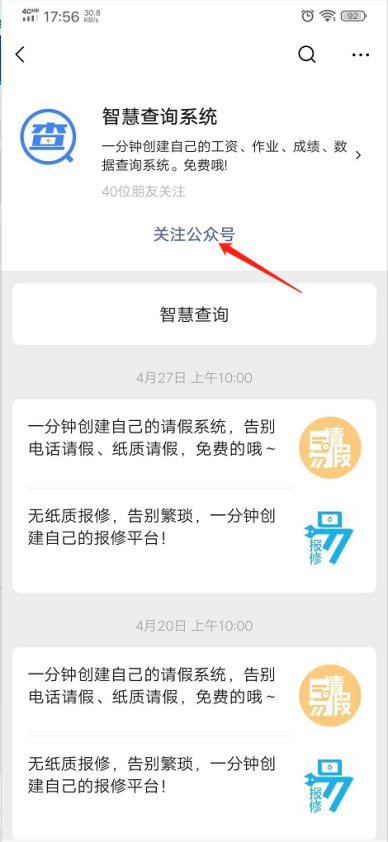 4G HD 17:56 30.8 KB/s 92
查
智慧查询系统
一分钟创建自己的工资、作业、成绩、数
据查询系统。免费哦!
40位朋友关注
关注公众号
智慧查询
4月27日 上午10:00
一分钟创建自己的请假系统，告别
电话请假、纸质请假，免费的哦~
易请假
无纸质报修，告别繁琐，一分钟创
建自己的报修平台！
易报修
4月20日 上午10:00
一分钟创建自己的请假系统，告别
电话请假、纸质请假，免费的哦~
易请假
无纸质报修，告别繁琐，一分钟创
建自己的报修平台！
易报修